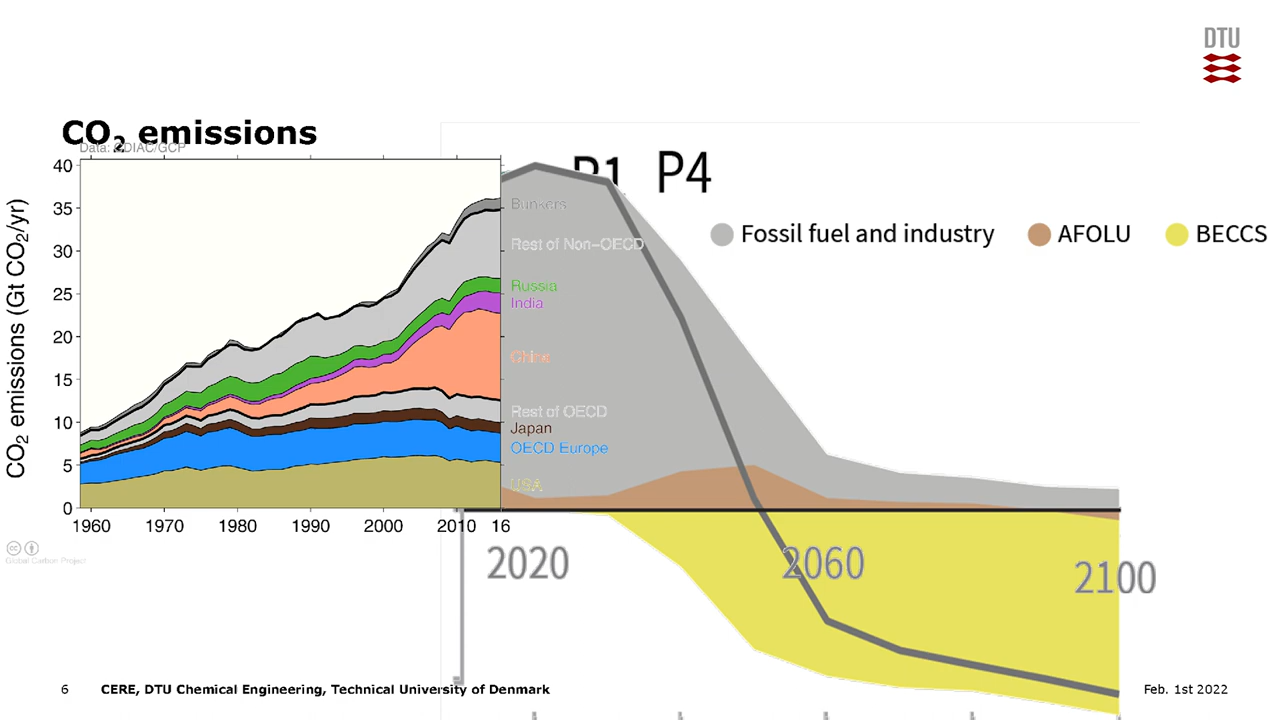 DTU
CO2 emissions
Data: CDIAC/GCP
P1 P4
Fossil fuel and industry AFOLU BECCS
CO2 emissions (Gt CO2/yr)
40
35
30
25
20
15
10
5
0
1960 1970 1980 1990 2000 2010 16
Bunkers
Rest of Non-OECD
Russia
India
China
Rest of OECD
Japan
OECD Europe
USA
2020 2060 2100
cc
Global Carbon Project
6 CERE, DTU Chemical Engineering, Technical University of Denmark Feb. 1st 2022